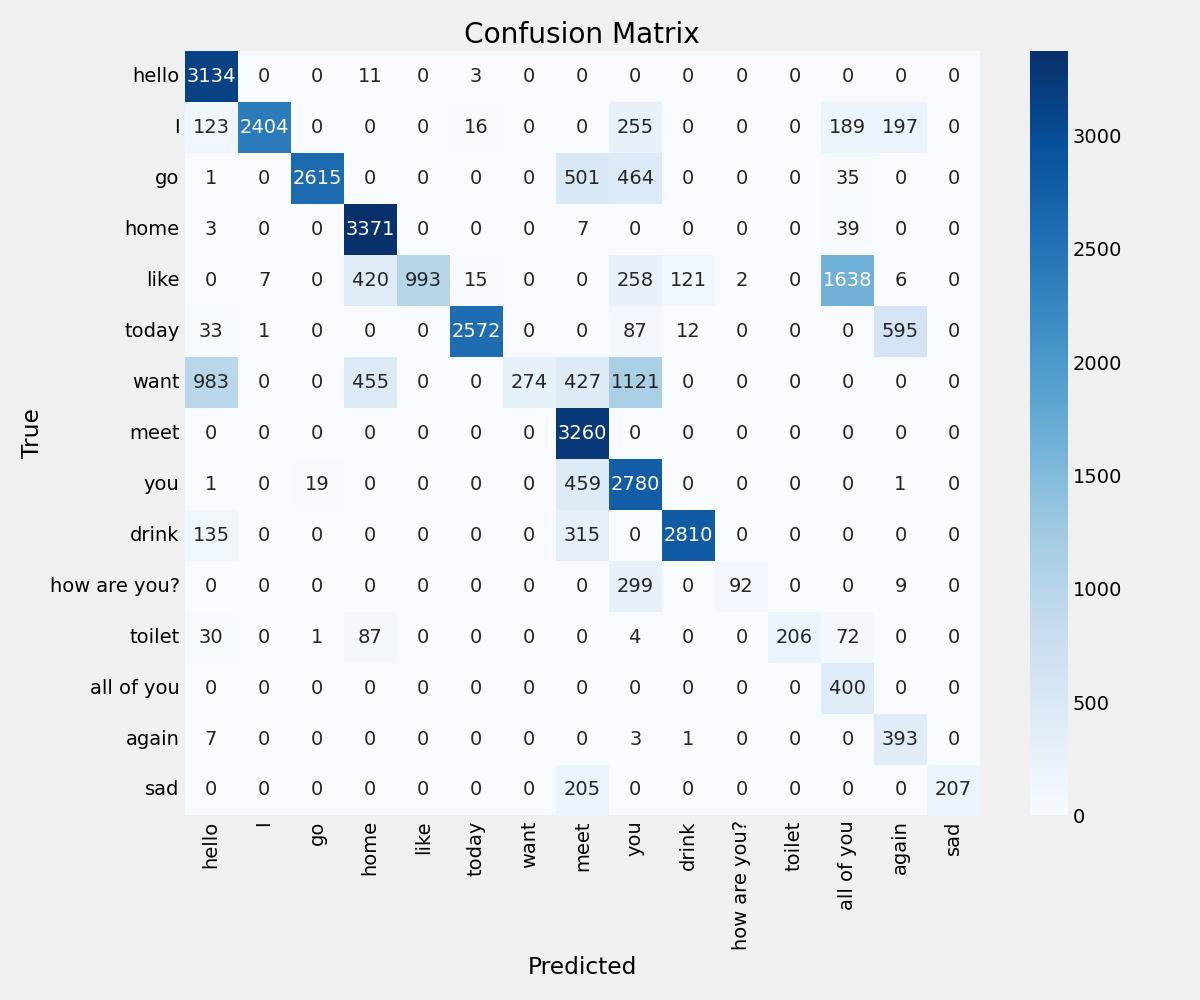 Confusion Matrix
hello 3134 0 0 11 0 3 0 0 0 0 0 0 0 0 0
I 123 2404 0 0 0 16 0 0 255 0 0 0 189 197 0
go 1 0 2615 0 0 0 0 501 464 0 0 0 35 0 0
home 3 0 0 3371 0 0 0 7 0 0 0 0 39 0 0
like 0 7 0 420 993 15 0 0 258 121 2 0 1638 6 0
today 33 1 0 0 0 2572 0 0 87 12 0 0 0 595 0
want 983 0 0 455 0 0 274 427 1121 0 0 0 0 0 0
meet 0 0 0 0 0 0 0 3260 0 0 0 0 0 0 0
you 1 0 19 0 0 0 0 459 2780 0 0 0 0 1 0
drink 135 0 0 0 0 0 0 315 0 2810 0 0 0 0 0
how are you? 0 0 0 0 0 0 0 0 299 0 92 0 0 9 0
toilet 30 0 1 87 0 0 0 0 4 0 0 206 72 0 0
all of you 0 0 0 0 0 0 0 0 0 0 0 0 400 0 0
again 7 0 0 0 0 0 0 0 3 1 0 0 0 393 0
sad 0 0 0 0 0 0 0 205 0 0 0 0 0 0 207
hello I go home like today want meet you drink how are you? toilet all of you again sad
Predicted
True
3000
2500
2000
1500
1000
500
0